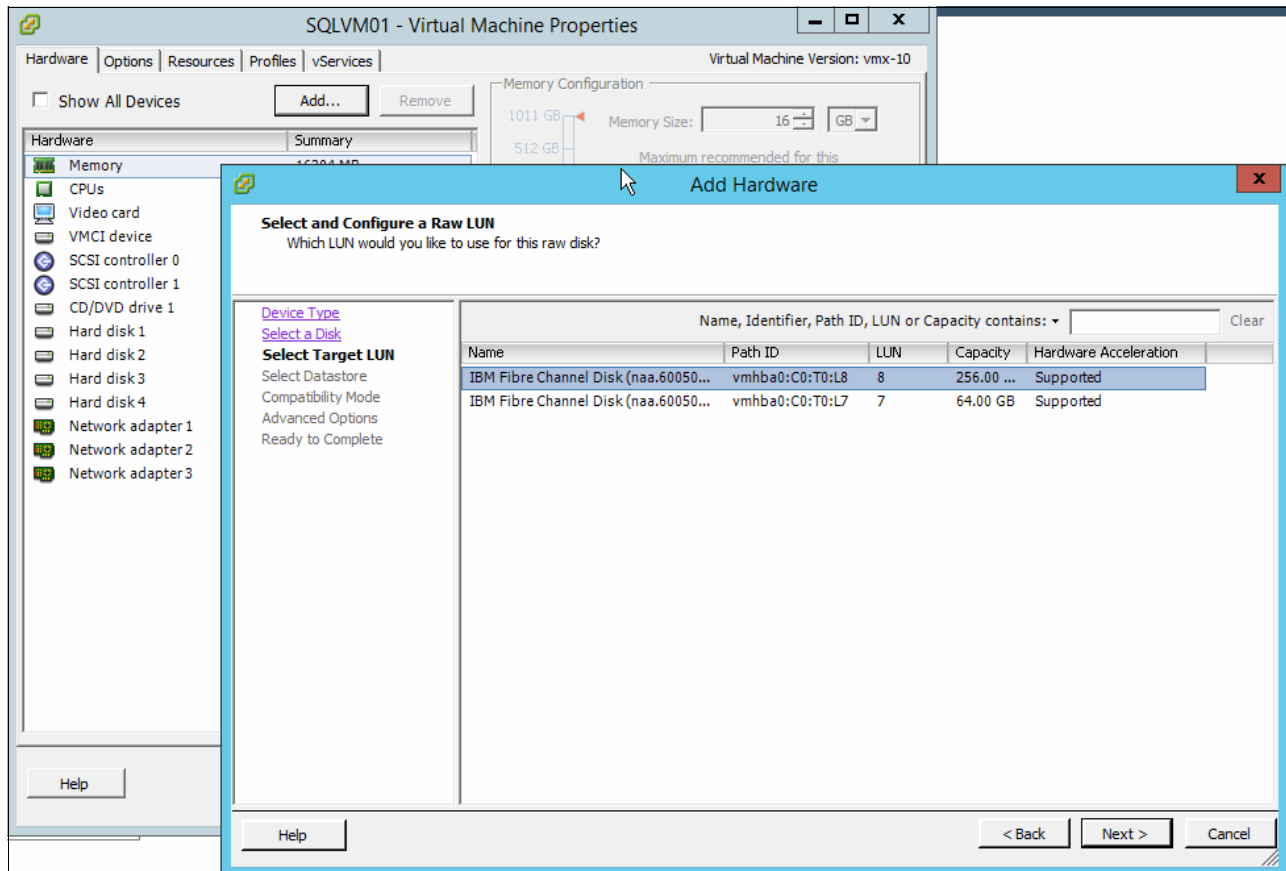 SQLVM01 - Virtual Machine Properties
Hardware Options Resources Profiles vServices Virtual Machine Version: vmx-10
Show All Devices Add... Remove
Memory Configuration
1011 GB
Memory Size: 16 GB
512 GB
Maximum recommended for this
Hardware Summary
Memory 16384 MB
CPUs
Video card
VMCI device
SCSI controller 0
SCSI controller 1
CD/DVD drive 1
Hard disk 1
Hard disk 2
Hard disk 3
Hard disk 4
Network adapter 1
Network adapter 2
Network adapter 3
Help
Add Hardware
x
Select and Configure a Raw LUN
Which LUN would you like to use for this raw disk?
Device Type
Select a Disk
Select Target LUN
Select Datastore
Compatibility Mode
Advanced Options
Ready to Complete
Name, Identifier, Path ID, LUN or Capacity contains: Clear
Name Path ID LUN Capacity Hardware Acceleration
IBM Fibre Channel Disk (naa.60050... vmhba0:C0:T0:L8 8 256.00 ... Supported
IBM Fibre Channel Disk (naa.60050... vmhba0:C0:T0:L7 7 64.00 GB Supported
Help < Back Next > Cancel